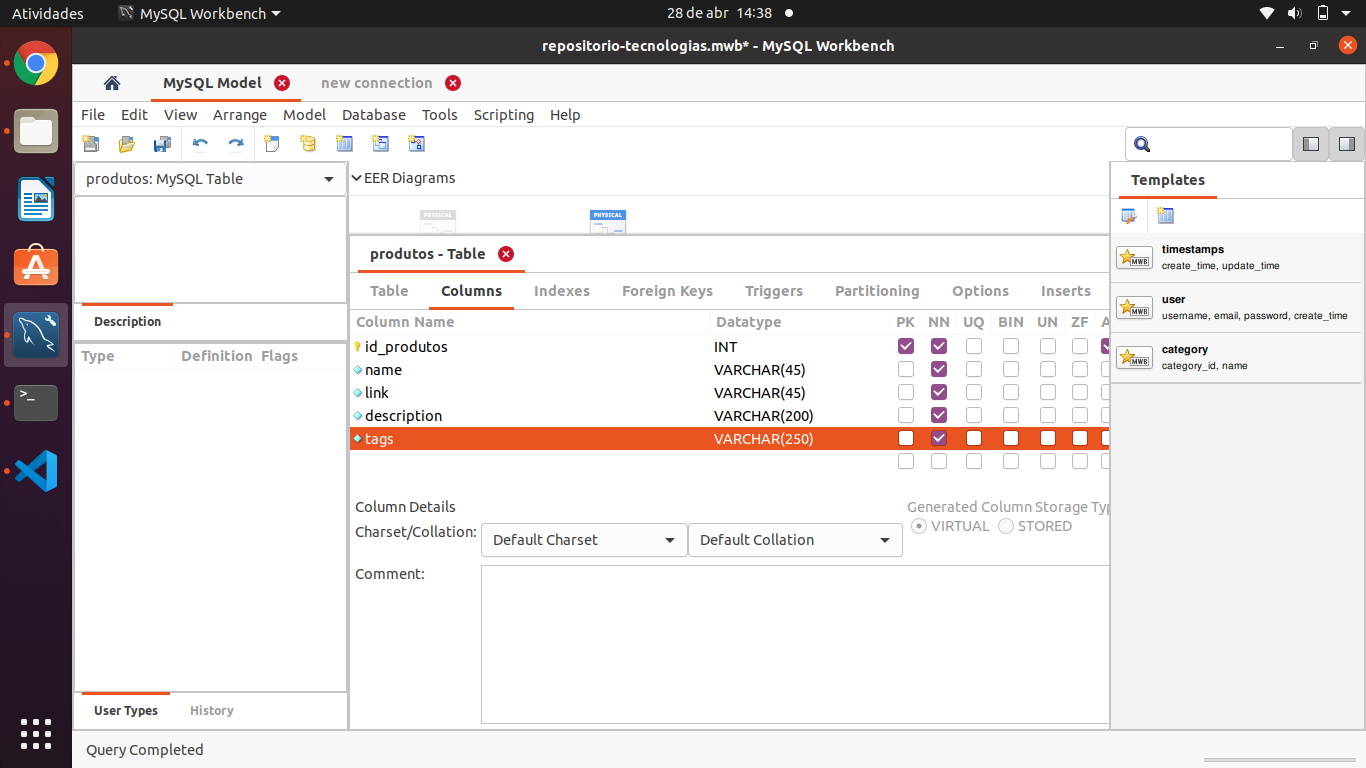 Atividades MySQL Workbench 28 de abr 14:38
repositorio-tecnologias.mwb* - MySQL Workbench
MySQL Model new connection
File Edit View Arrange Model Database Tools Scripting Help
produtos: MySQL Table
Description
Type Definition Flags
User Types History
EER Diagrams
PHYSICAL PHYSICAL
produtos - Table
Table Columns Indexes Foreign Keys Triggers Partitioning Options Inserts
Column Name Datatype PK NN UQ BIN UN ZF A
id_produtos INT
name VARCHAR(45)
link VARCHAR(45)
description VARCHAR(200)
tags VARCHAR(250)
Column Details Generated Column Storage Typ
Charset/Collation: Default Charset Default Collation VIRTUAL STORED
Comment:
Templates
timestamps
create_time, update_time
user
username, email, password, create_time
category
category_id, name
MWB
MWB
MWB
>_
Query Completed